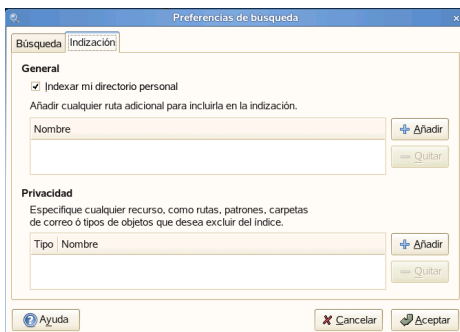 Preferencias de búsqueda
Búsqueda Indización
General
Indexar mi directorio personal
Añadir cualquier ruta adicional para incluirla en la indización.
Nombre
Añadir
Quitar
Privacidad
Especifique cualquier recurso, como rutas, patrones, carpetas
de correo ó tipos de objetos que desea excluir del índice.
Tipo Nombre
Añadir
Quitar
Ayuda Cancelar Aceptar